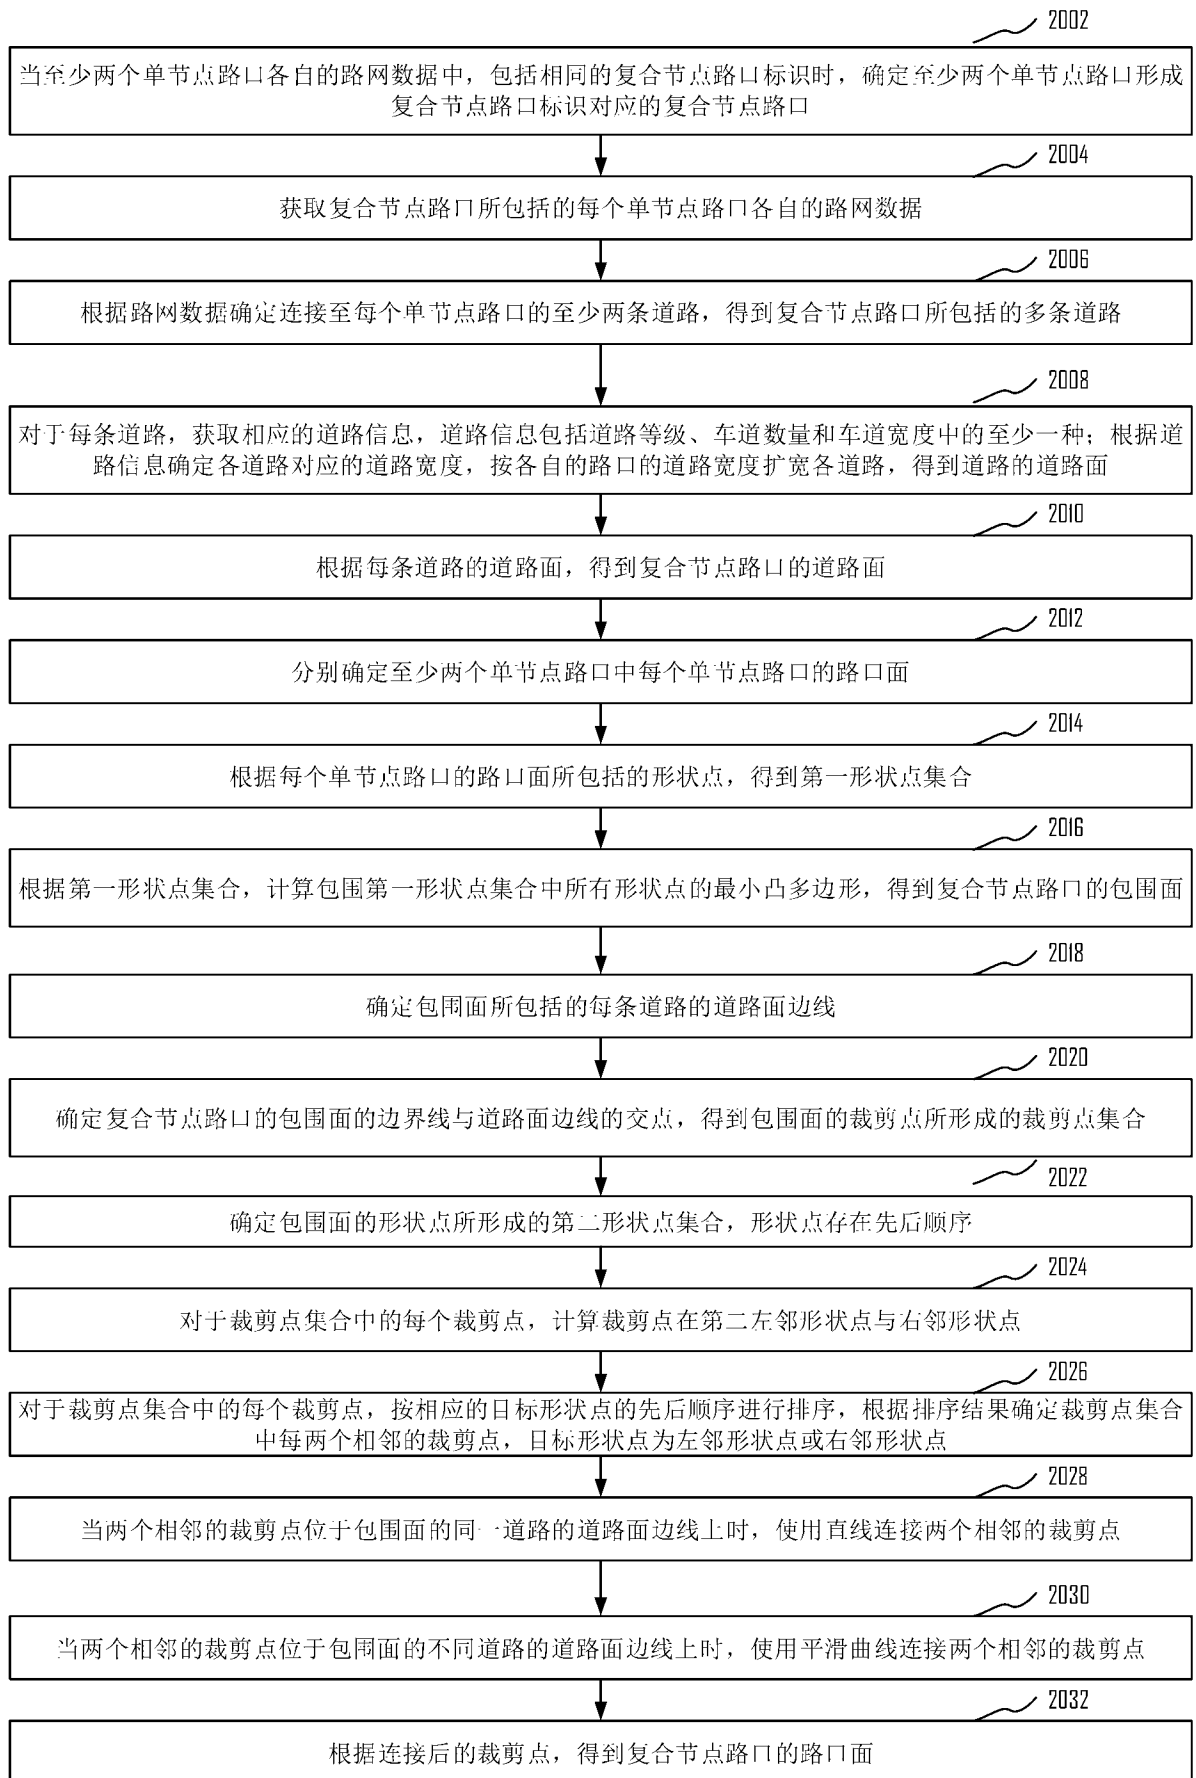 2002
当至少两个单节点路口各自的路网数据中，包括相同的复合节点路口标识时，确定至少两个单节点路口形成
复合节点路口标识对应的复合节点路口
2004
获取复合节点路口所包括的每个单节点路口各自的路网数据
2006
根据路网数据确定连接至每个单节点路口的至少两条道路，得到复合节点路口所包括的多条道路
2008
对于每条道路，获取相应的道路信息，道路信息包括道路等级、车道数量和车道宽度中的至少一种；根据道
路信息确定各道路对应的道路宽度，按各自的路口的道路宽度扩宽各道路，得到道路的道路面
2010
根据每条道路的道路面，得到复合节点路口的道路面
2012
分别确定至少两个单节点路口中每个单节点路口的路口面
2014
根据每个单节点路口的路口面所包括的形状点，得到第一形状点集合
2016
根据第一形状点集合，计算包围第一形状点集合中所有形状点的最小凸多边形，得到复合节点路口的包围面
2018
确定包围面所包括的每条道路的道路面边线
2020
确定复合节点路口的包围面的边界线与道路面边线的交点，得到包围面的裁剪点所形成的裁剪点集合
2022
确定包围面的形状点所形成的第二形状点集合，形状点存在先后顺序
2024
对于裁剪点集合中的每个裁剪点，计算裁剪点在第二左邻形状点与右邻形状点
2026
对于裁剪点集合中的每个裁剪点，按相应的目标形状点的先后顺序进行排序，根据排序结果确定裁剪点集合
中每两个相邻的裁剪点，目标形状点为左邻形状点或右邻形状点
2028
当两个相邻的裁剪点位于包围面的同一道路的道路面边线上时，使用直线连接两个相邻的裁剪点
2030
当两个相邻的裁剪点位于包围面的不同道路的道路面边线上时，使用平滑曲线连接两个相邻的裁剪点
2032
根据连接后的裁剪点，得到复合节点路口的路口面